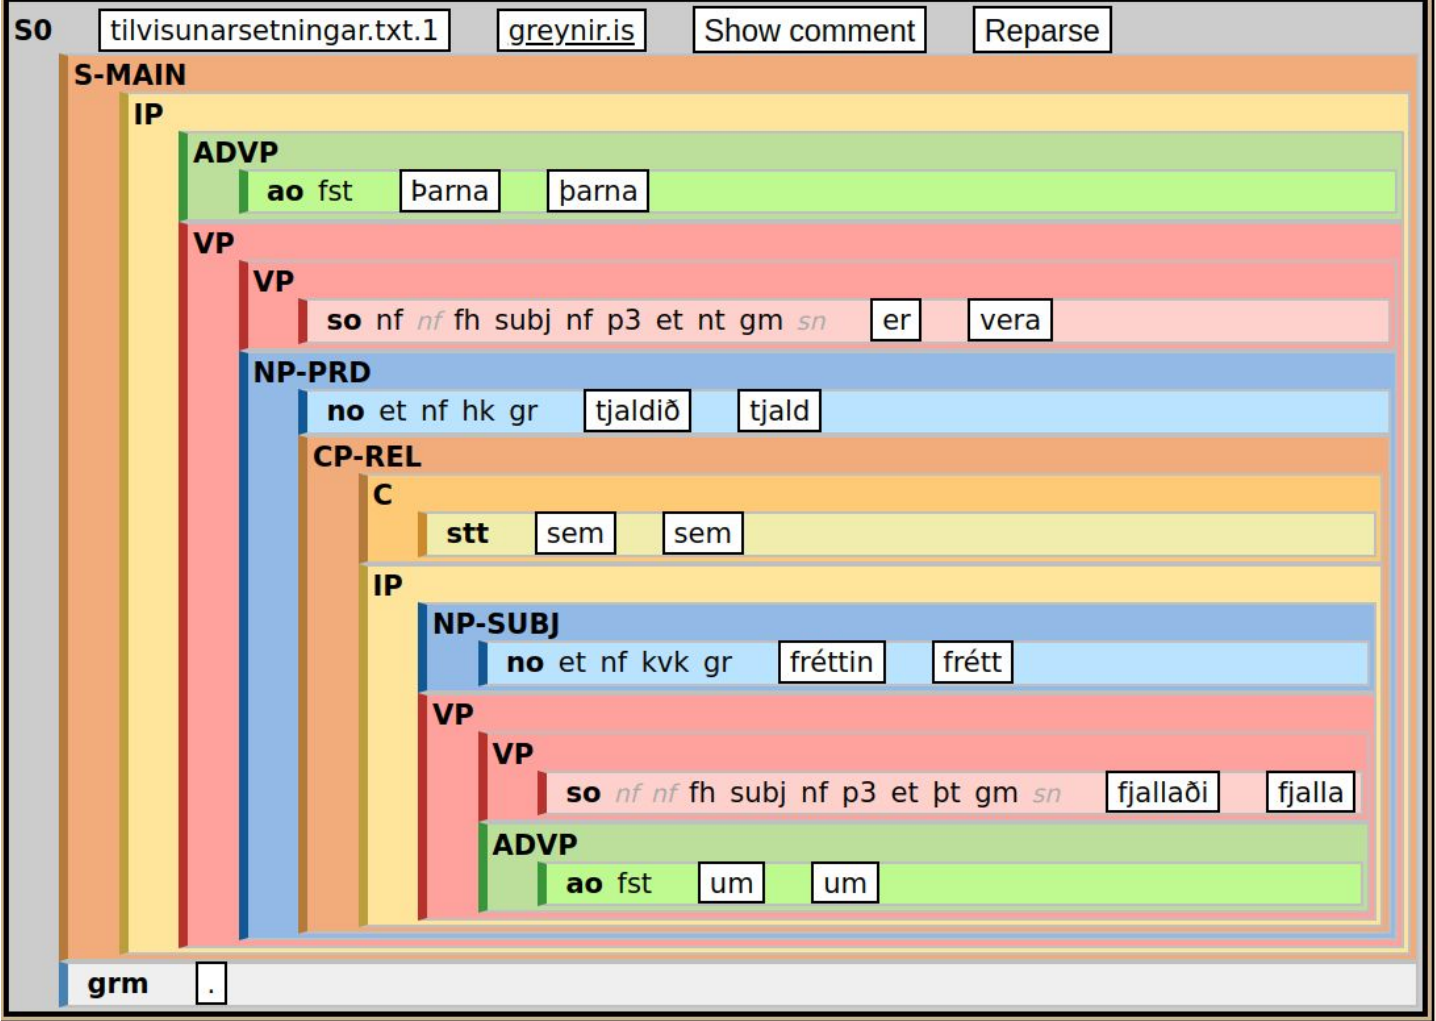 S0 tilvisunarsetningar.txt.1 greynir.is Show comment Reparse
S-MAIN
IP
ADVP
ao fst Þarna þarna
VP
VP
so nf nf fh subj nf p3 et nt gm sn er vera
NP-PRD
no et nf hk gr tjaldið tjald
CP-REL
C
stt sem sem
IP
NP-SUBJ
no et nf kvk gr fréttin frétt
VP
VP
so nf nf fh subj nf p3 et þt gm sn fjallaði fjalla
ADVP
ao fst um um
grm .